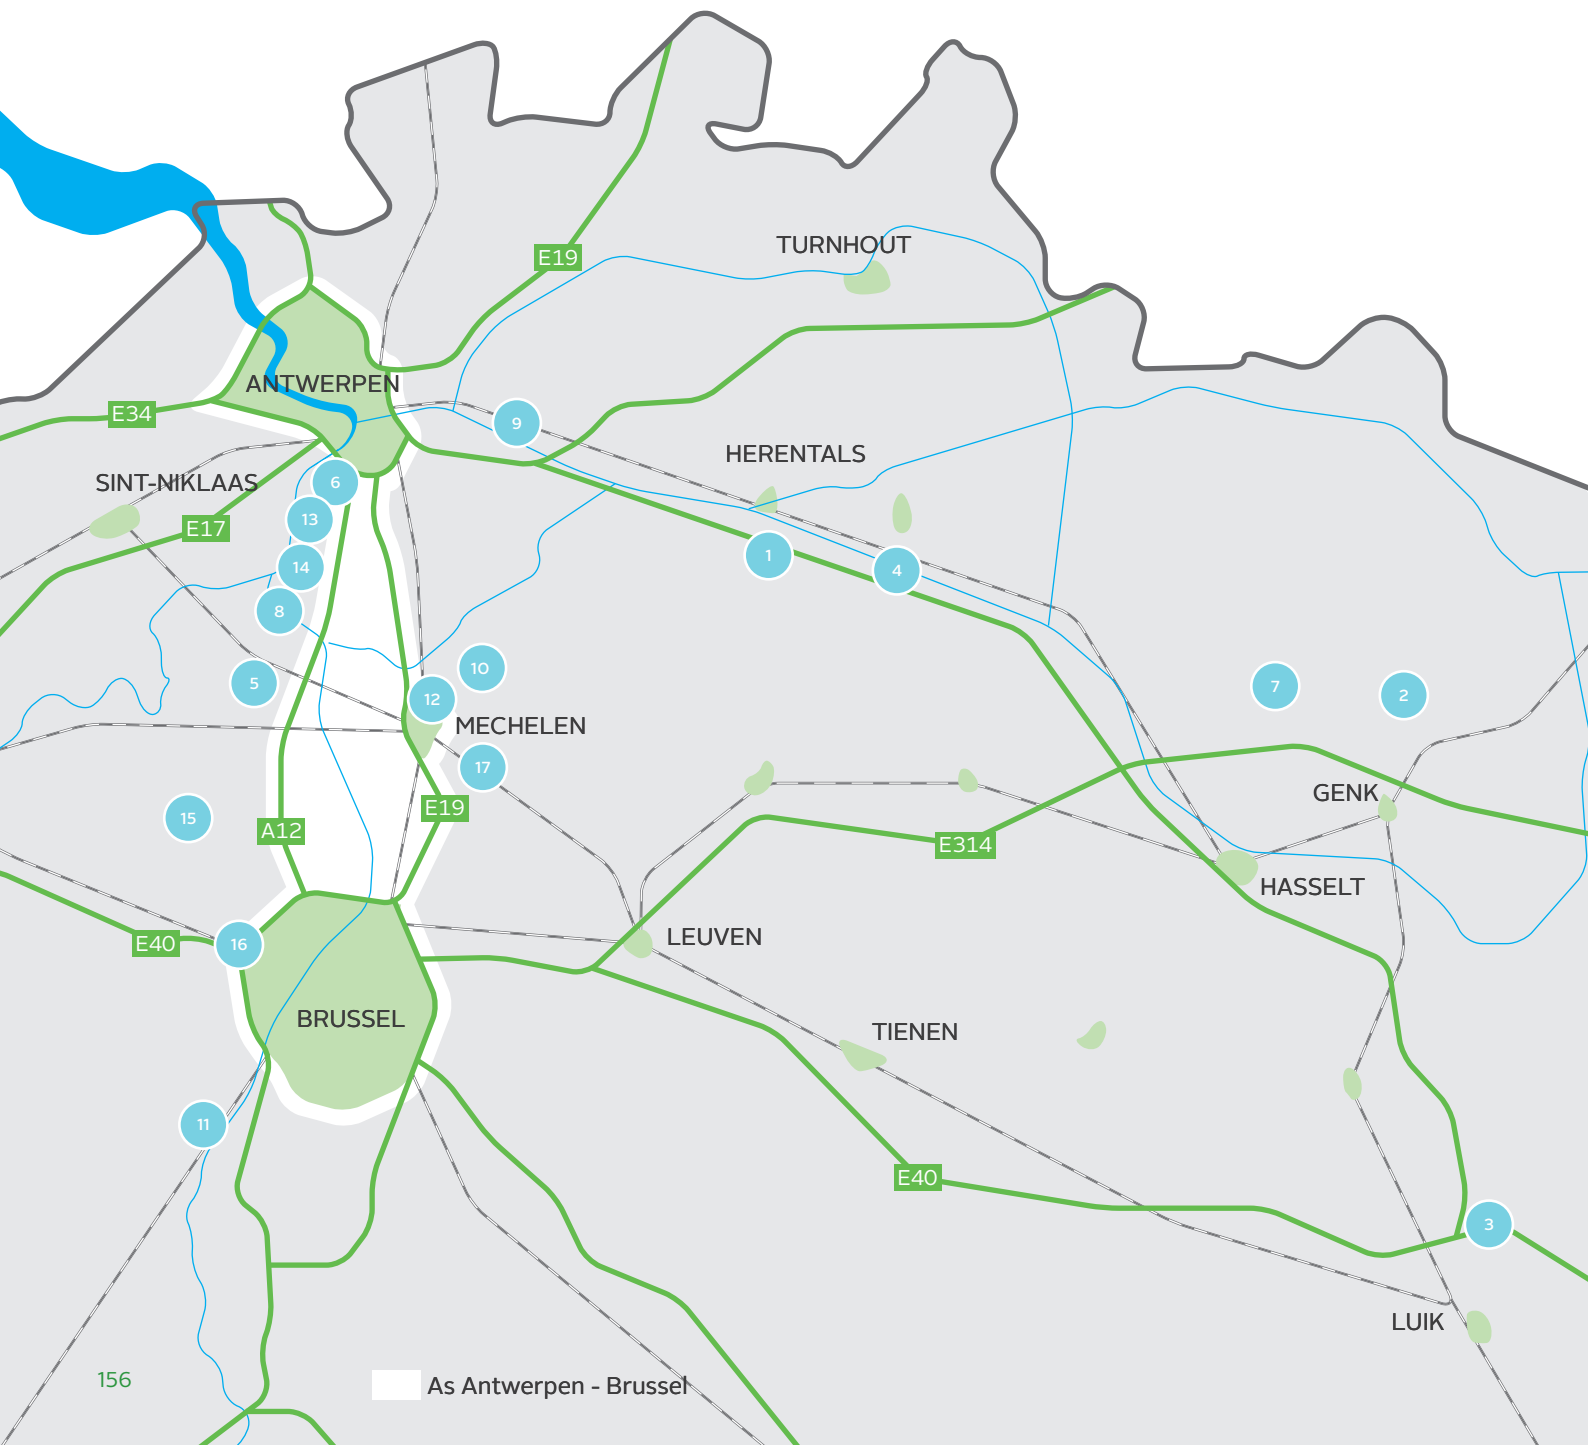 TURNHOUT
E19
ANTWERPEN
E34
9
HERENTALS
SINT-NIKLAAS
6
13
E17
1
14
4
8
10
5
7
2
12
MECHELEN
17
GENK
E19
15
A12
E314
HASSELT
LEUVEN
E40
16
BRUSSEL
TIENEN
11
E40
3
LUIK
156
As Antwerpen - Brussel